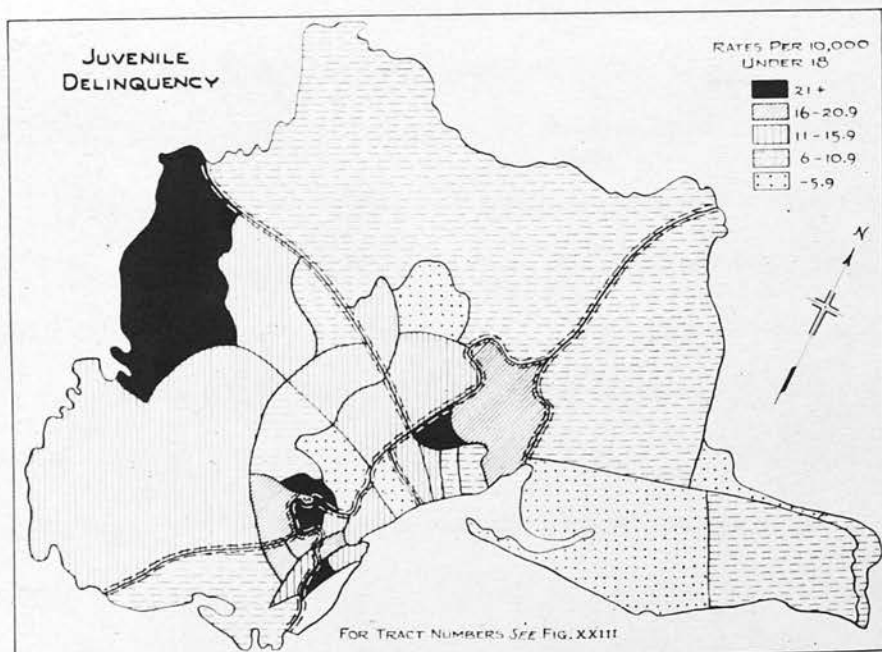 JUVENILE
DELINQUENCY
RATES PER 10,000
UNDER 18
21 +
16-20.9
11-15.9
6-10.9
-5.9
N
FOR TRACT NUMBERS SEE FIG. XXIII